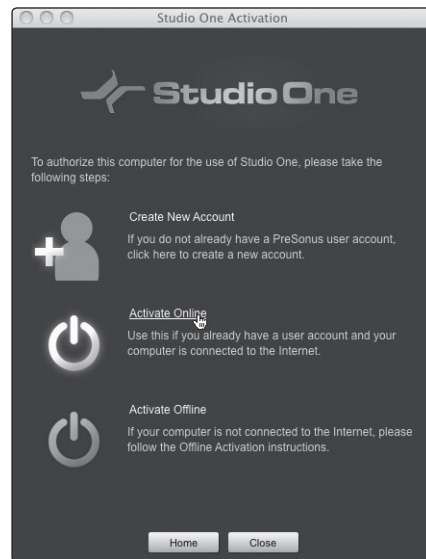 Studio One Activation
Studio One
To authorize this computer for the use of Studio One, please take the
following steps:
Create New Account
If you do not already have a PreSonus user account,
click here to create a new account.
Activate Online
Use this if you already have a user account and your
computer is connected to the Internet.
Activate Offline
If your computer is not connected to the Internet, please
follow the Offline Activation instructions.
Home Close